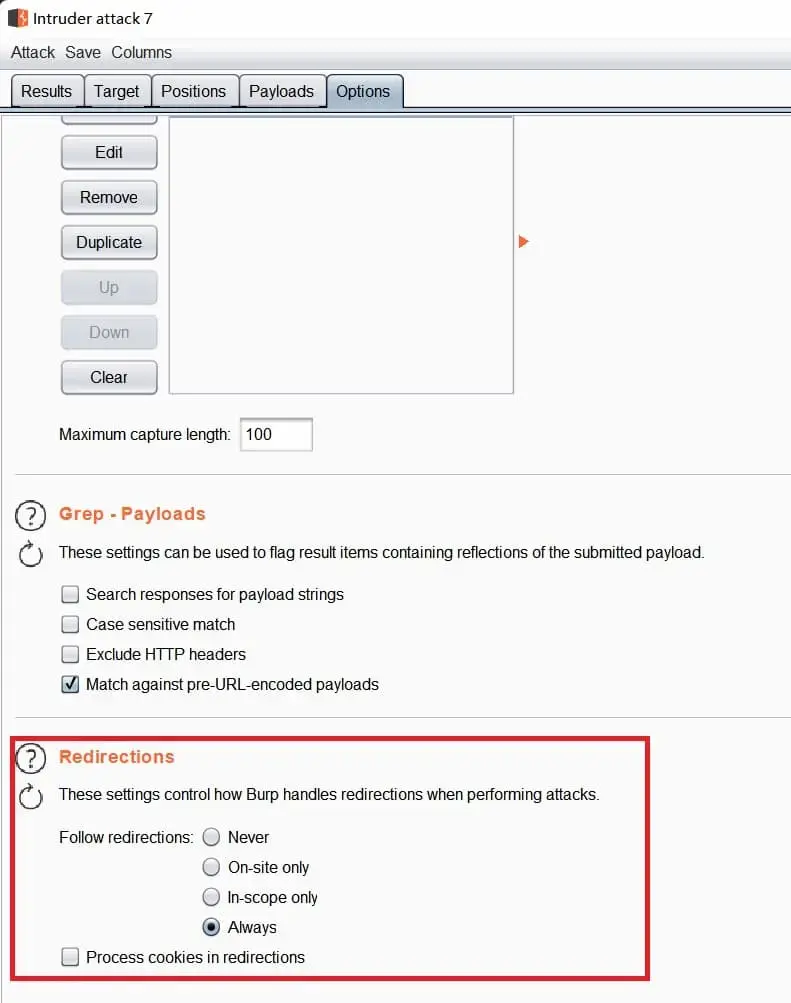 Intruder attack 7
Attack Save Columns
Results Target Positions Payloads Options
Edit
Remove
Duplicate
Up
Down
Clear
Maximum capture length: 100
? Grep - Payloads
These settings can be used to flag result items containing reflections of the submitted payload.
Search responses for payload strings
Case sensitive match
Exclude HTTP headers
Match against pre-URL-encoded payloads
? Redirections
These settings control how Burp handles redirections when performing attacks.
Follow redirections: Never
On-site only
In-scope only
Always
Process cookies in redirections